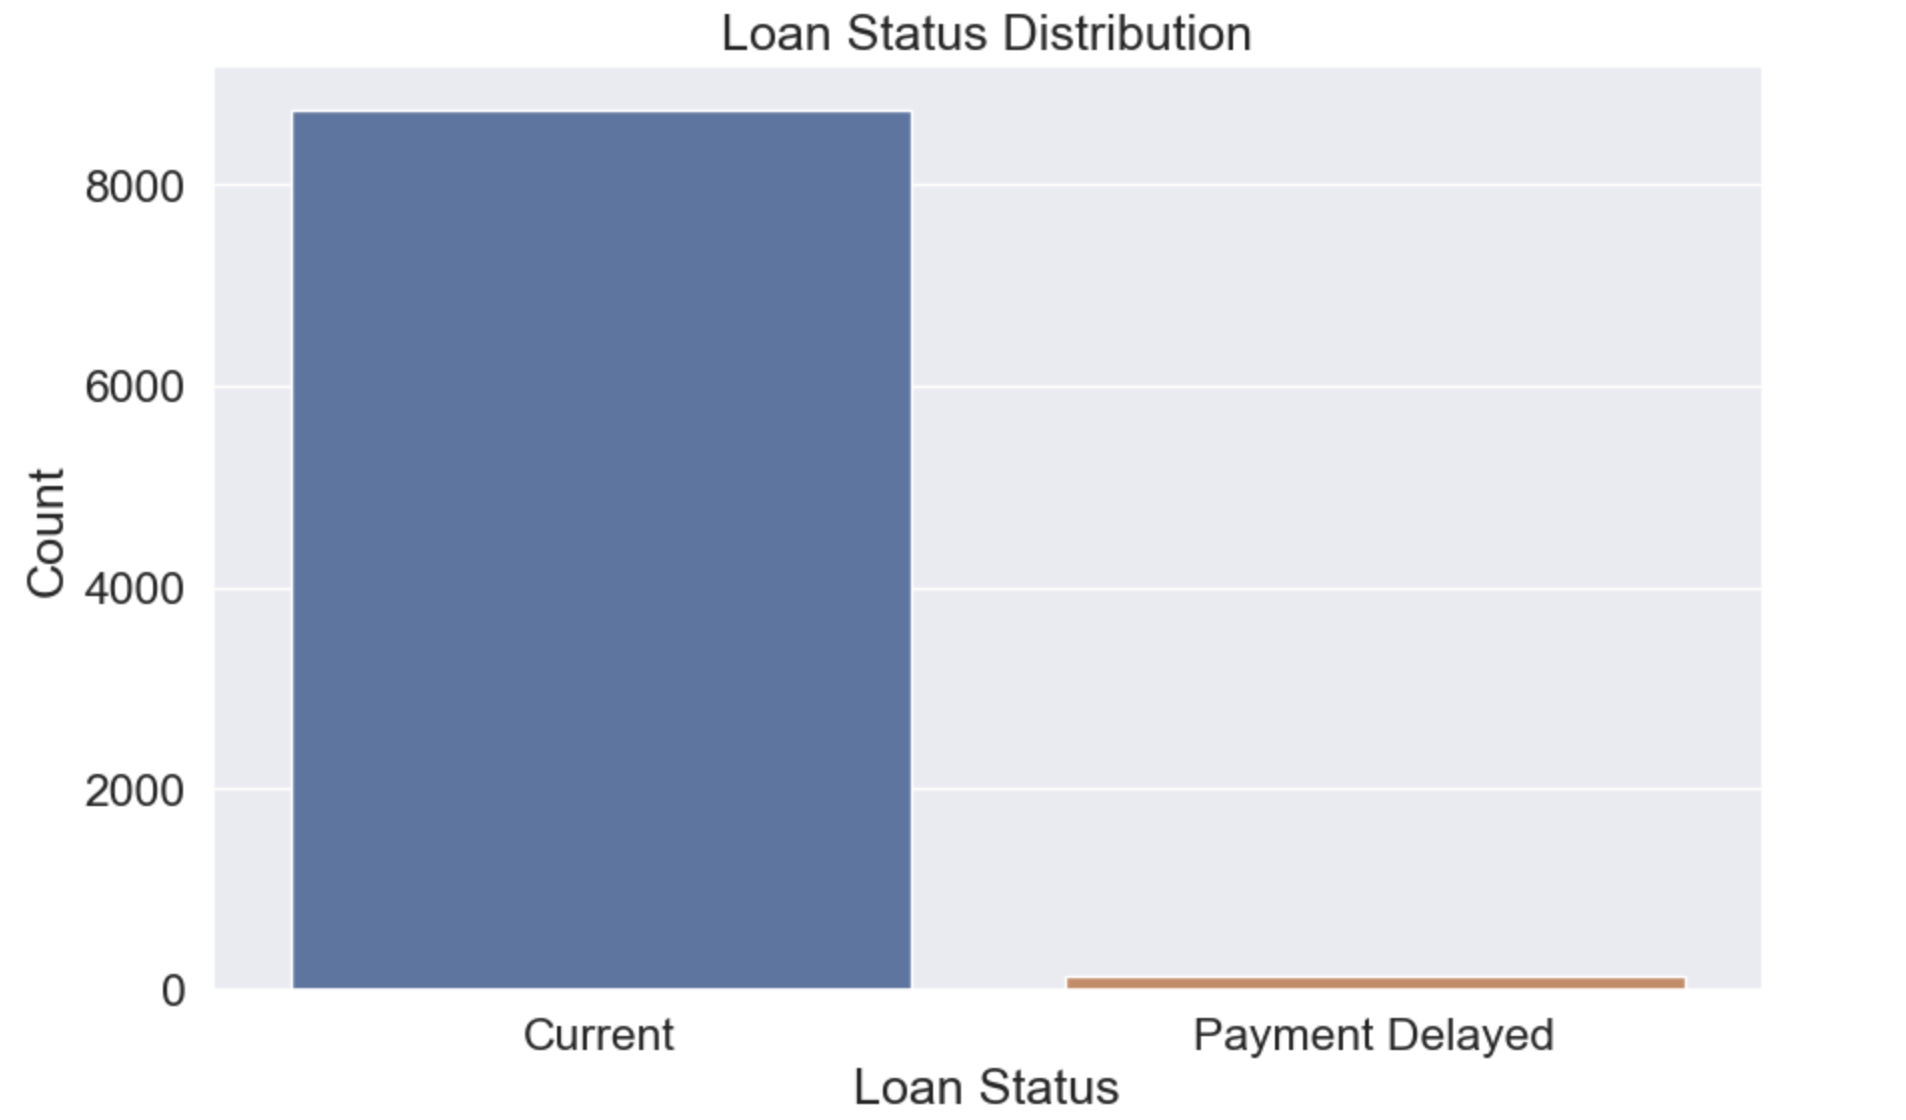 Loan Status Distribution
8000
6000
4000
2000
0
Count
Current
Payment Delayed
Loan Status